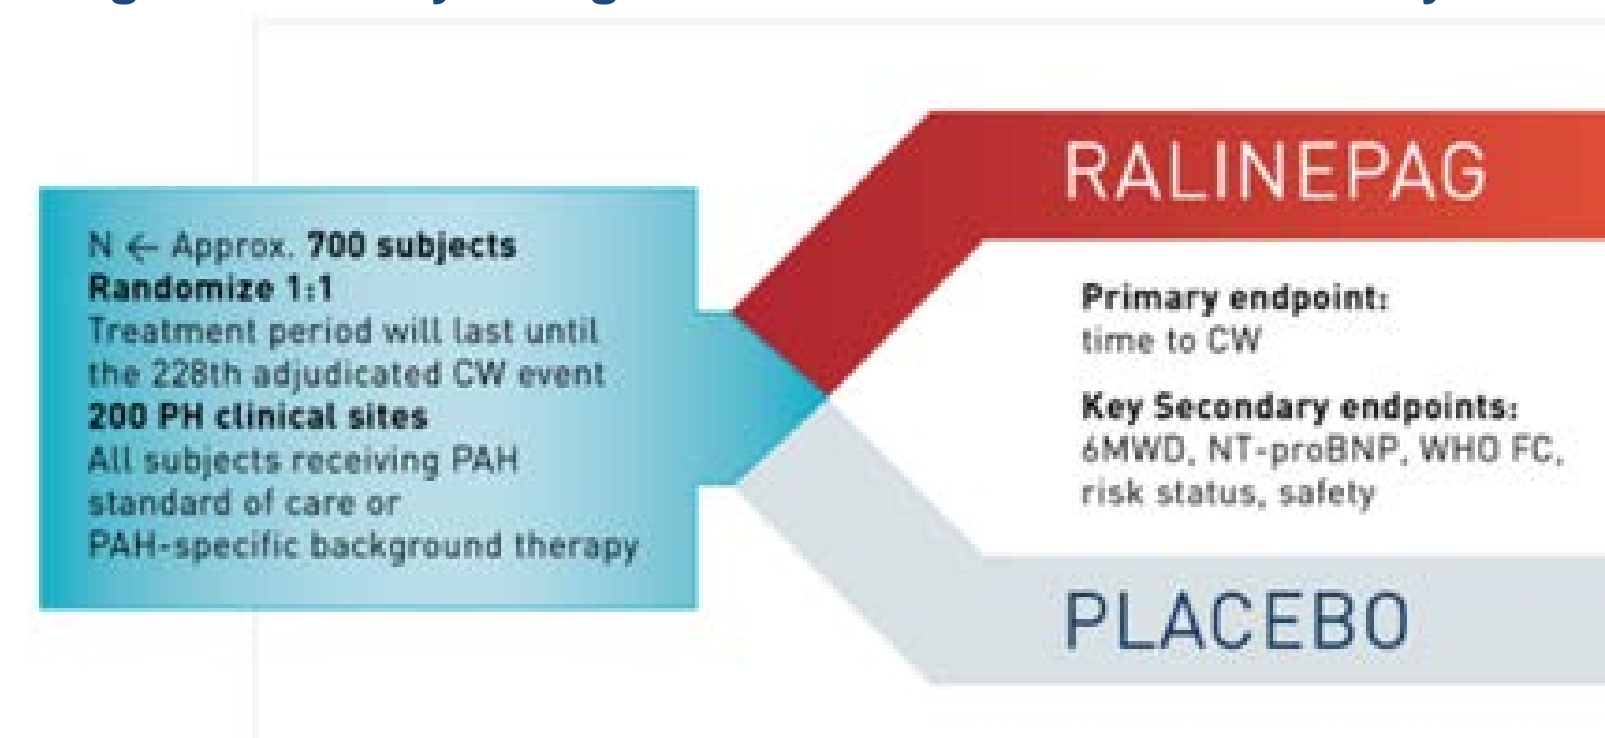 N ← Approx. 700 subjects
Randomize 1:1
Treatment period will last until
the 228th adjudicated CW event
200 PH clinical sites
All subjects receiving PAH
standard of care or
PAH-specific background therapy
RALINEPAG
Primary endpoint:
time to CW
Key Secondary endpoints:
6MWD, NT-proBNP, WHO FC,
risk status, safety
PLACEBO